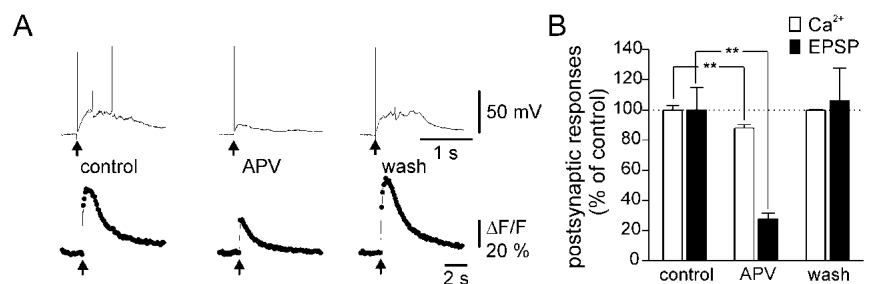 A
50 mV
1 s
control
APV
wash
ΔF/F
20 %
2 s
B
Ca²⁺
EPSP
postsynaptic responses
(% of control)
140
120
100
80
60
40
20
0
**
**
control
APV
wash